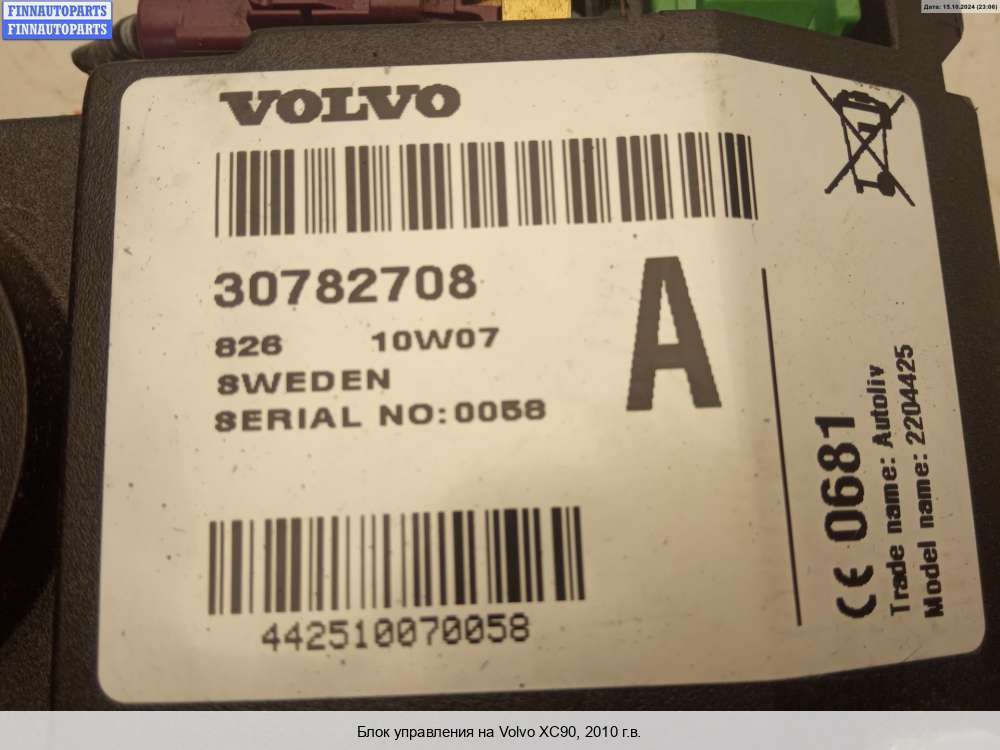 FINNAUTOPARTS
FINNAUTOPARTS
Дата: 15.10.2024 (23:06)
VOLVO
30782708
826 10W07
SWEDEN
SERIAL NO: 0058
A
442510070058
CE 0681
Trade name: Autoliv
Model name: 2204425
Блок управления на Volvo XC90, 2010 г.в.